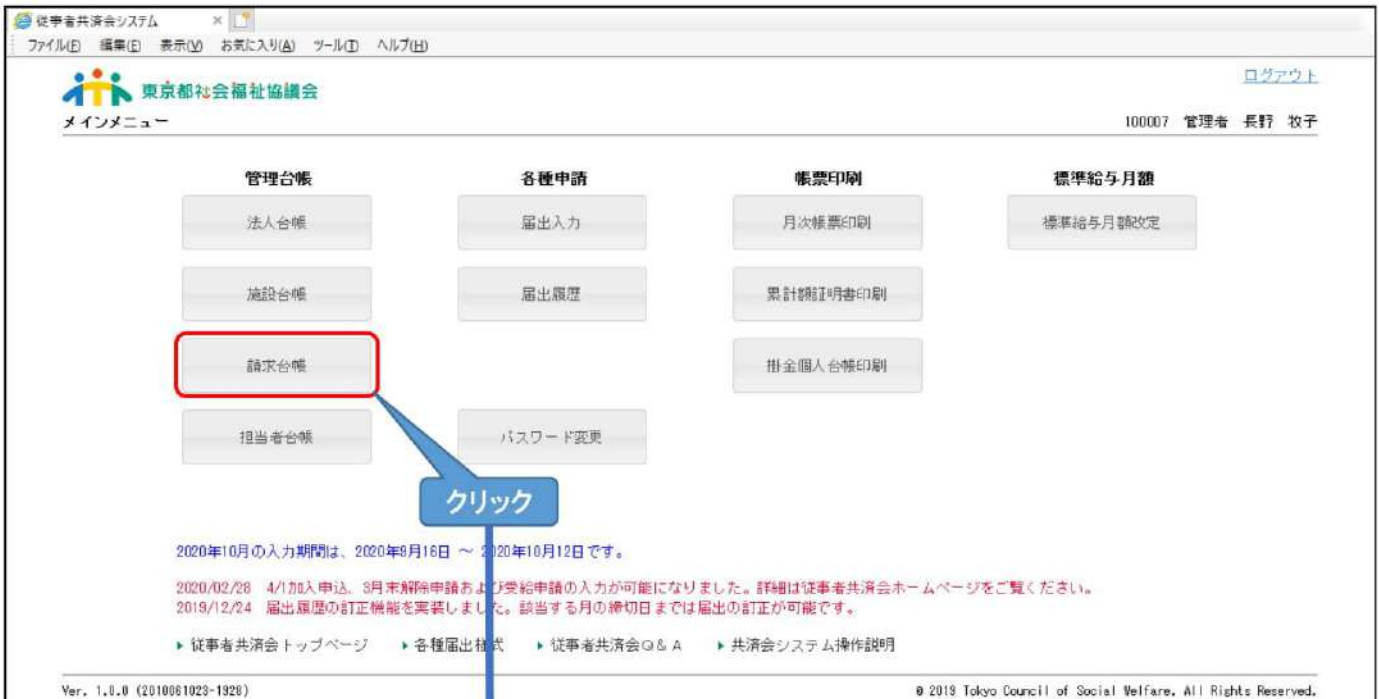 従事者共済会システム
ファイル(F) 編集(E) 表示(V) お気に入り(A) ツール(T) ヘルプ(H)
東京都社会福祉協議会
ログアウト
メインメニュー
100007 管理者 長野 牧子
管理台帳 各種申請 帳票印刷 標準給与月額
法人台帳 届出入力 月次帳票印刷 標準給与月額改定
施設台帳 届出履歴 累計額証明書印刷
請求台帳 掛金個人台帳印刷
担当者台帳 パスワード変更
クリック
2020年10月の入力期間は、2020年9月16日 ～ 2020年10月12日です。
2020/02/28 4/1加入申込、3月末解除申請および受給申請の入力が可能になりました。詳細は従事者共済会ホームページをご覧ください。
2019/12/24 届出履歴の訂正機能を実装しました。該当する月の締切日までは届出の訂正が可能です。
従事者共済会トップページ 各種届出様式 従事者共済会Q&A 共済会システム操作説明
Ver. 1.0.0 (2010061023-1928)
© 2019 Tokyo Council of Social Welfare. All Rights Reserved.